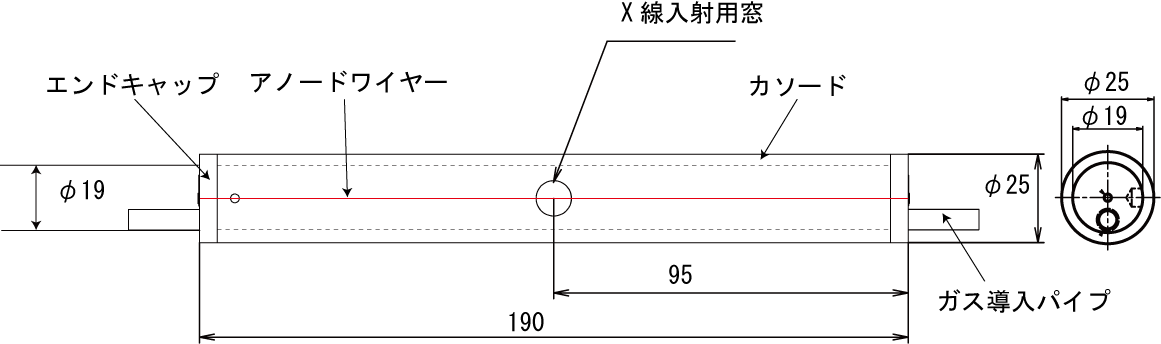 X線入射用窓
エンドキャップ
アノードワイヤー
カソード
φ25
φ19
φ19
φ25
95
ガス導入パイプ
190